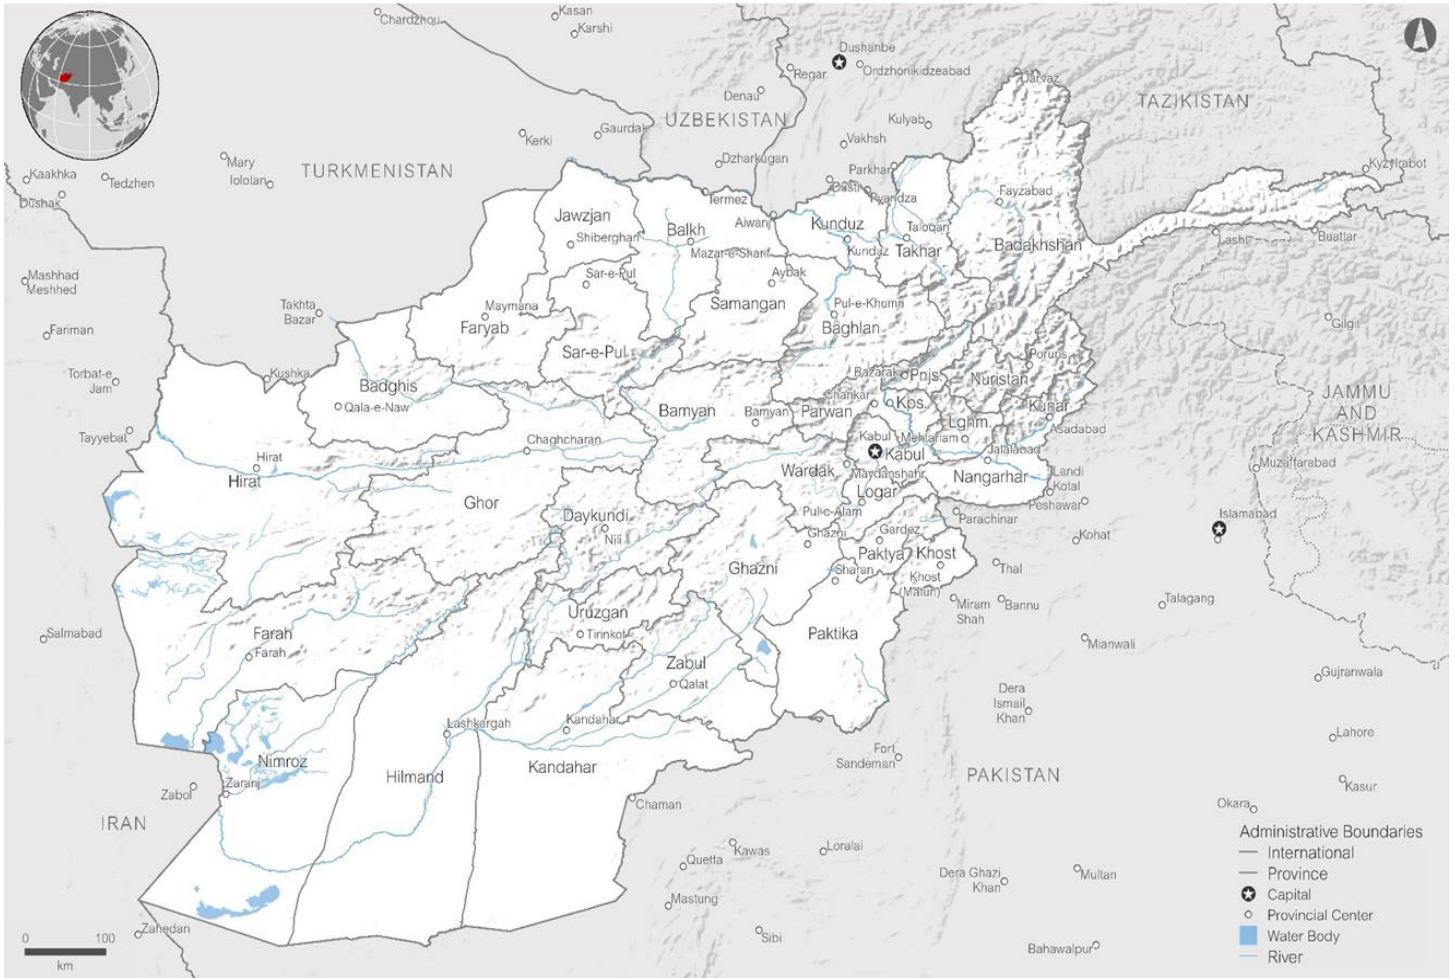 Chardzhou
Kasan
Karshi
Dushanbe
Ordzhonikidzeabad
Regar
Darvaz
TAZIKISTAN
Denau
UZBEKISTAN
Kulyab
Gaurdak
Kerki
Vakhsh
Dzharkugan
Parkhar
Kyzylrabot
Mary
Iololan
TURKMENISTAN
Kaakhka
Tedzhen
Dushak
Dusti
Pyandza
Termez
Aiwanj
Fayzabad
Jawzjan
Shiberghan
Balkh
Mazar-e-Sharif
Kunduz
Kunduz
Taloqan
Takhar
Badakhshan
Lasht
Buattar
Mashhad
Meshhed
Sar-e-Pul
Aybak
Samangan
Takhta
Bazar
Maymana
Faryab
Pul-e-Khumri
Baghlan
Gilgit
Fariman
Sar-e-Pul
Poruns
Bazarak
Pnjs.
Nuristan
Torbat-e
Jam
Kushka
Badghis
Qala-e-Naw
Charikar
Kps.
Kunar
JAMMU
AND
KASHMIR
Bamyan
Bamyan
Parwan
Lghm.
Asadabad
Tayyebat
Chaghcharan
Kabul
Mehtarlam
Kabul
Jalalabad
Hirat
Hirat
Wardak
Maydanshahr
Nangarhar
Landi
Kotal
Muzaffarabad
Ghor
Logar
Peshawar
Pul-e-Alam
Parachinar
Islamabad
Daykundi
Nili
Ghazni
Gardez
Kohat
Paktya
Khost
Ghazni
Sharan
Khost
(Matun)
Thal
Uruzgan
Tirinkot
Miram
Shah
Bannu
Talagang
Salmabad
Farah
Farah
Paktika
Mianwali
Zabul
Qalat
Gujranwala
Dera
Ismail
Khan
Lashkargah
Kandahar
Lahore
Nimroz
Hilmand
Kandahar
Fort
Sandeman
PAKISTAN
Zabol
Zaranj
Kasur
Chaman
Okara
IRAN
Kawas
Loralai
Quetta
Mastung
Dera Ghazi
Khan
Multan
Zahedan
Sibi
Bahawalpur
Administrative Boundaries
International
Province
Capital
Provincial Center
Water Body
River
0 100
km